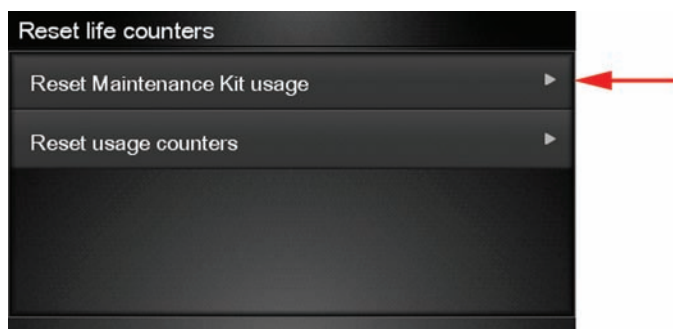 Reset life counters
Reset Maintenance Kit usage
Reset usage counters